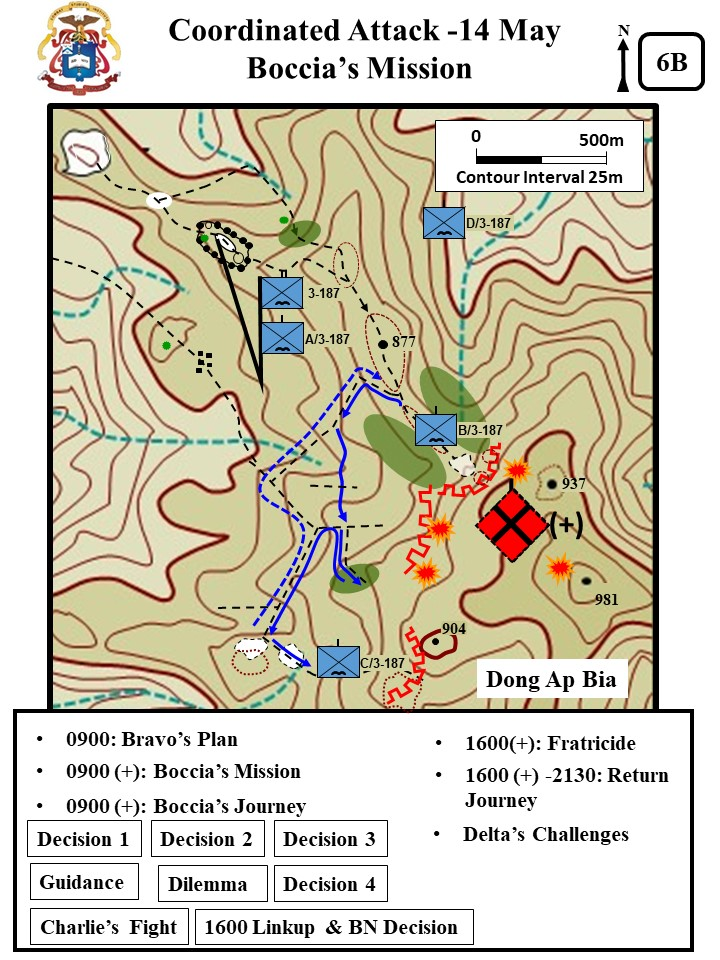 Coordinated Attack -14 May
Boccia's Mission
N
6B
0 500m
Contour Interval 25m
D/3-187
3-187
A/3-187
877
B/3-187
937
(+)
981
904
C/3-187
Dong Ap Bia
• 0900: Bravo's Plan
• 0900 (+): Boccia's Mission
• 0900 (+): Boccia's Journey
Decision 1 Decision 2 Decision 3
Guidance Dilemma Decision 4
Charlie's Fight 1600 Linkup & BN Decision
• 1600(+): Fratricide
• 1600 (+) -2130: Return
Journey
• Delta's Challenges